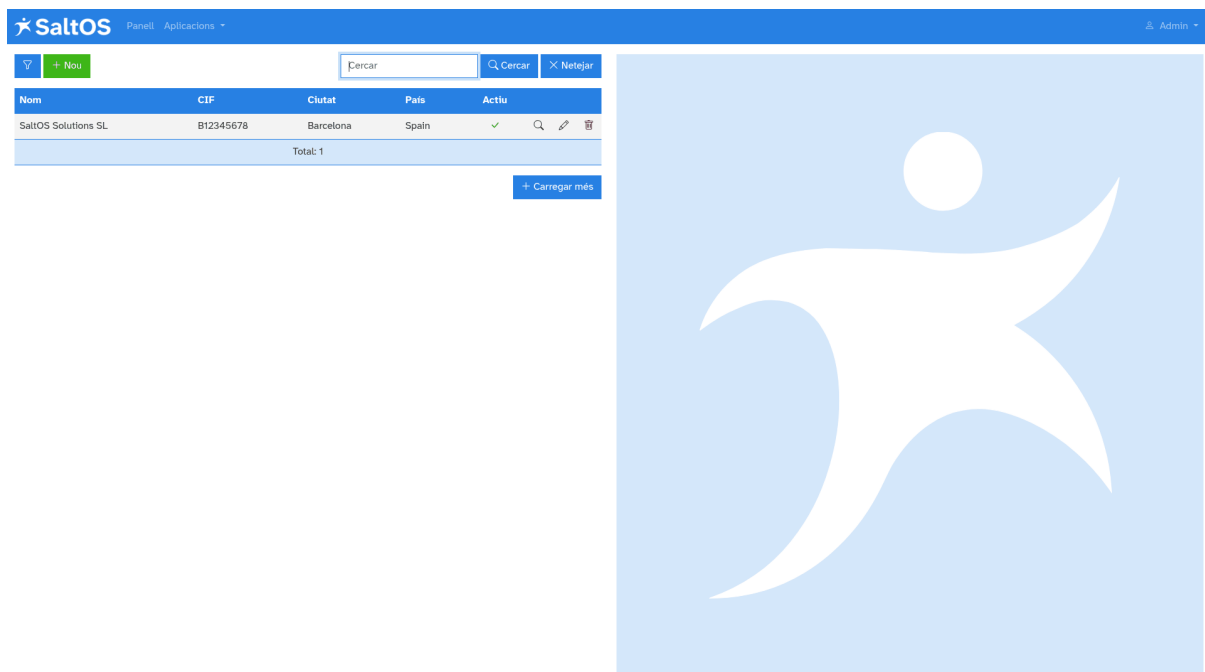 SaltOS Panell Aplicacions Admin
+ Nou Cercar Cercar Netejar
Nom CIF Ciutat País Actiu
SaltOS Solutions SL B12345678 Barcelona Spain
Total: 1
+ Carregar més